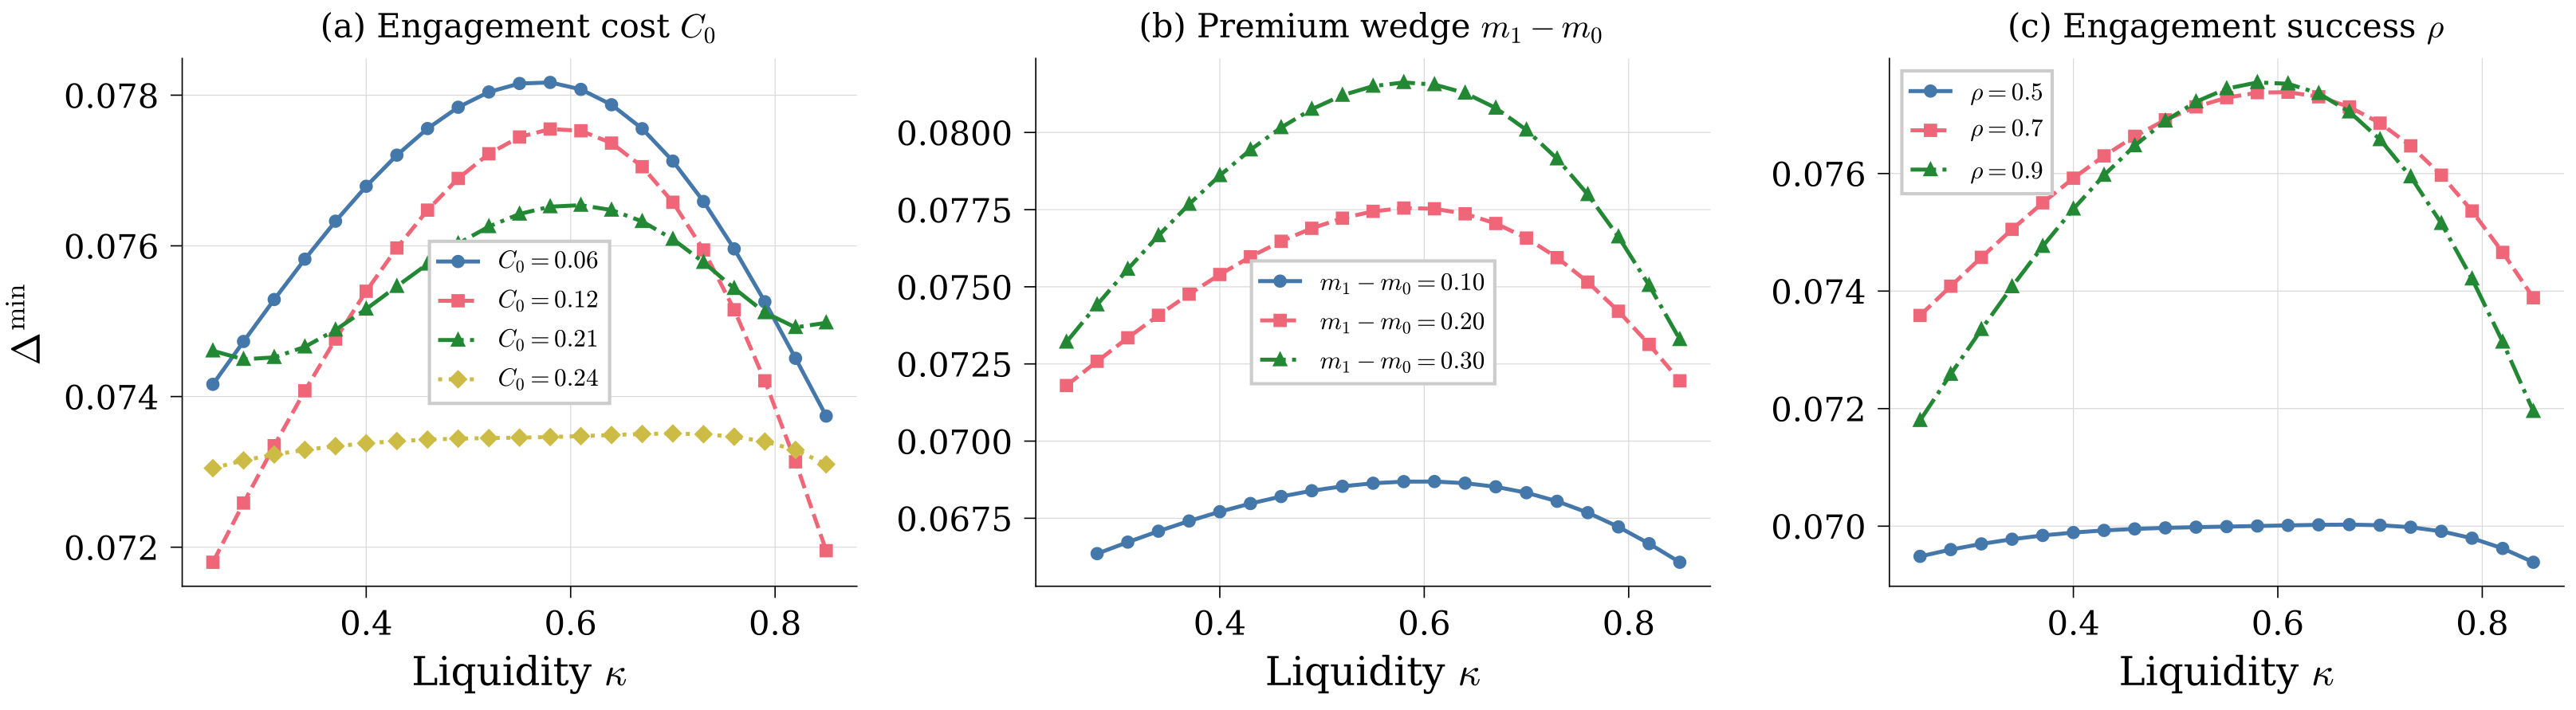 (a) Engagement cost C₀
0.078
0.076
0.074
0.072
Δ^min
C₀ = 0.06
C₀ = 0.12
C₀ = 0.21
C₀ = 0.24
0.4 0.6 0.8
Liquidity κ
(b) Premium wedge m₁ − m₀
0.0800
0.0775
0.0750
0.0725
0.0700
0.0675
m₁ − m₀ = 0.10
m₁ − m₀ = 0.20
m₁ − m₀ = 0.30
0.4 0.6 0.8
Liquidity κ
(c) Engagement success ρ
0.076
0.074
0.072
0.070
ρ = 0.5
ρ = 0.7
ρ = 0.9
0.4 0.6 0.8
Liquidity κ